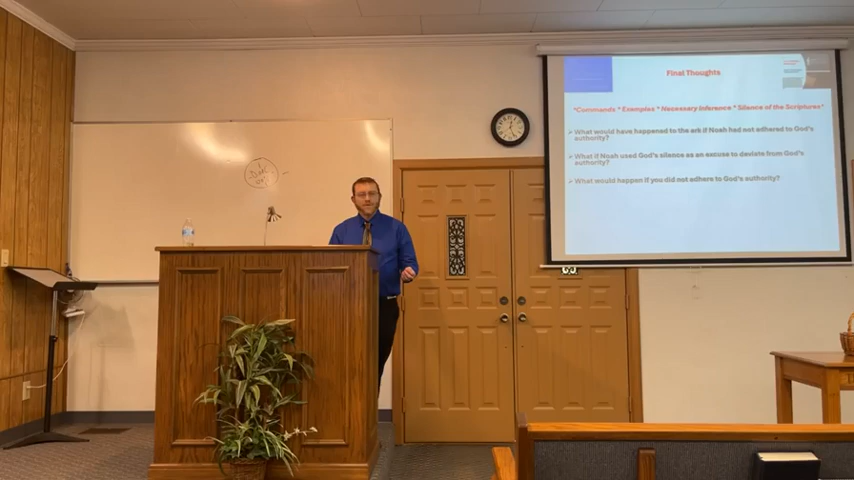 Final Thoughts
*Commands * Examples * Necessary Inference * Silence of the Scriptures*
➢ What would have happened to the ark if Noah had not adhered to God's
authority?
➢ What if Noah used God's silence as an excuse to deviate from God's
authority?
➢ What would happen if you did not adhere to God's authority?